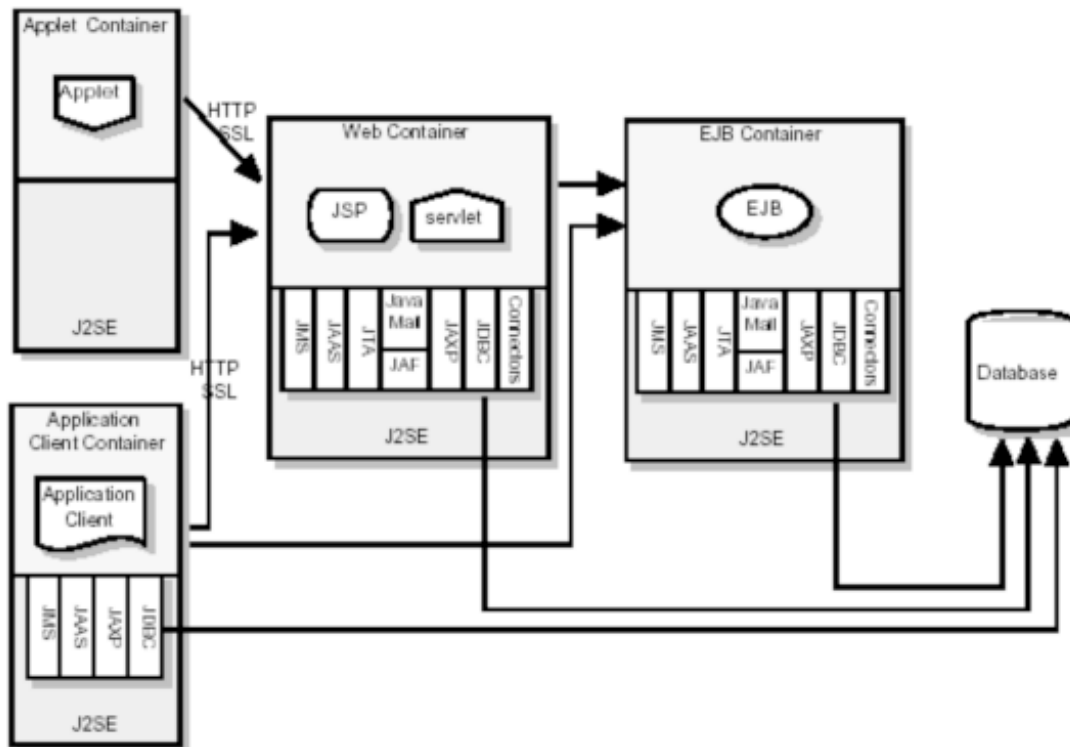 Applet Container
Applet
J2SE
HTTP
SSL
Web Container
JSP
servlet
JMS
JAAS
JTA
Java
Mail
JAF
JAXP
JDBC
Connectors
J2SE
EJB Container
EJB
JMS
JAAS
JTA
Java
Mail
JAF
JAXP
JDBC
Connectors
J2SE
Database
HTTP
SSL
Application
Client Container
Application
Client
JMS
JAAS
JAXP
JDBC
J2SE